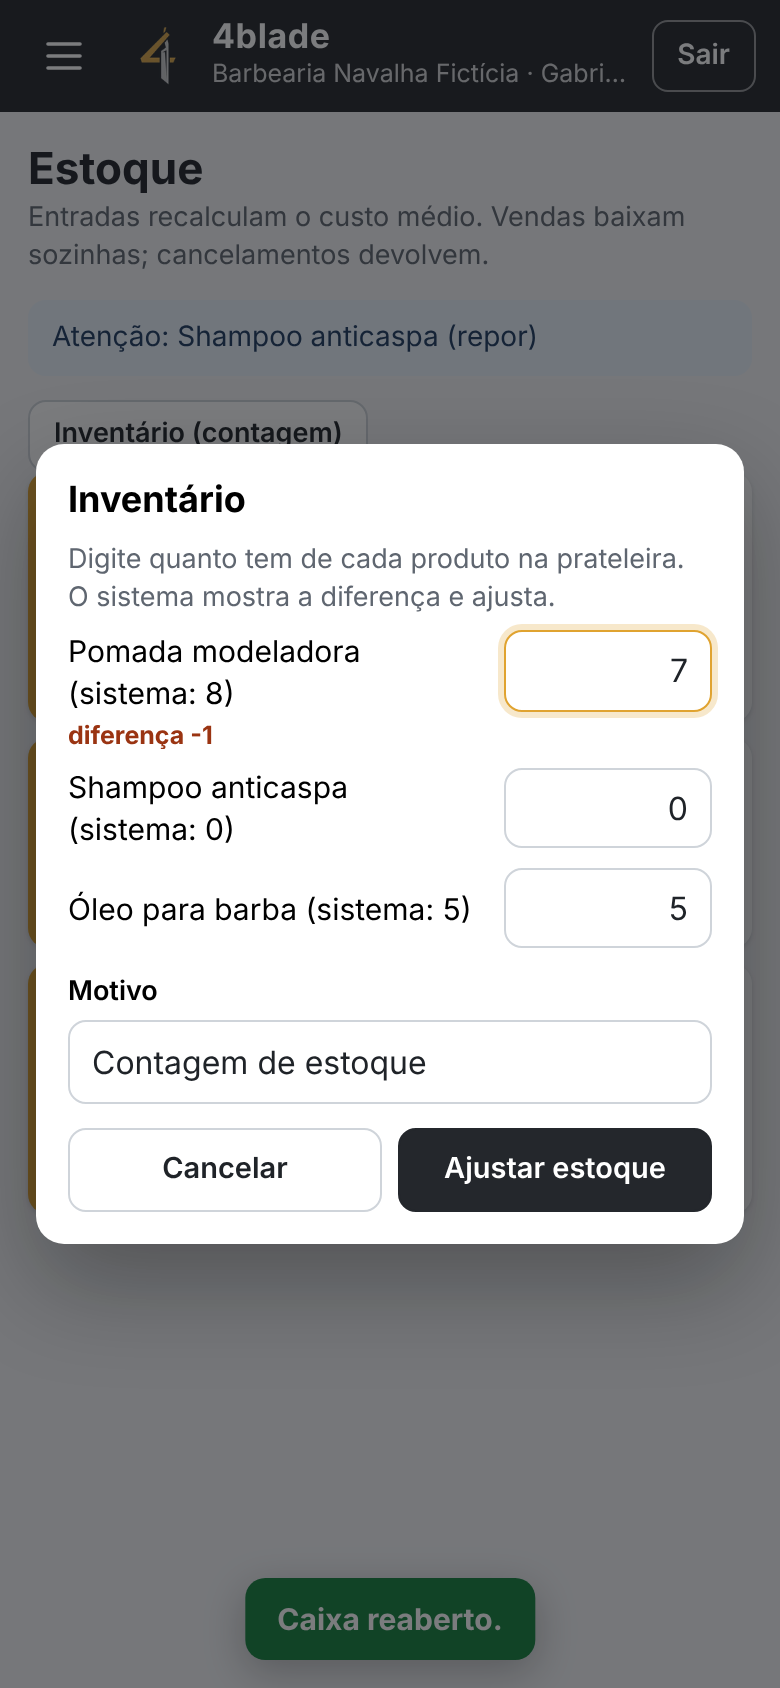 4blade
Barbearia Navalha Fictícia · Gabri...
Sair
Estoque
Entradas recalculam o custo médio. Vendas baixam
sozinhas; cancelamentos devolvem.
Atenção: Shampoo anticaspa (repor)
Inventário (contagem)
Inventário
Digite quanto tem de cada produto na prateleira.
O sistema mostra a diferença e ajusta.
Pomada modeladora
(sistema: 8)
7
diferença -1
Shampoo anticaspa
(sistema: 0)
0
Óleo para barba (sistema: 5)
5
Motivo
Contagem de estoque
Cancelar
Ajustar estoque
Caixa reaberto.